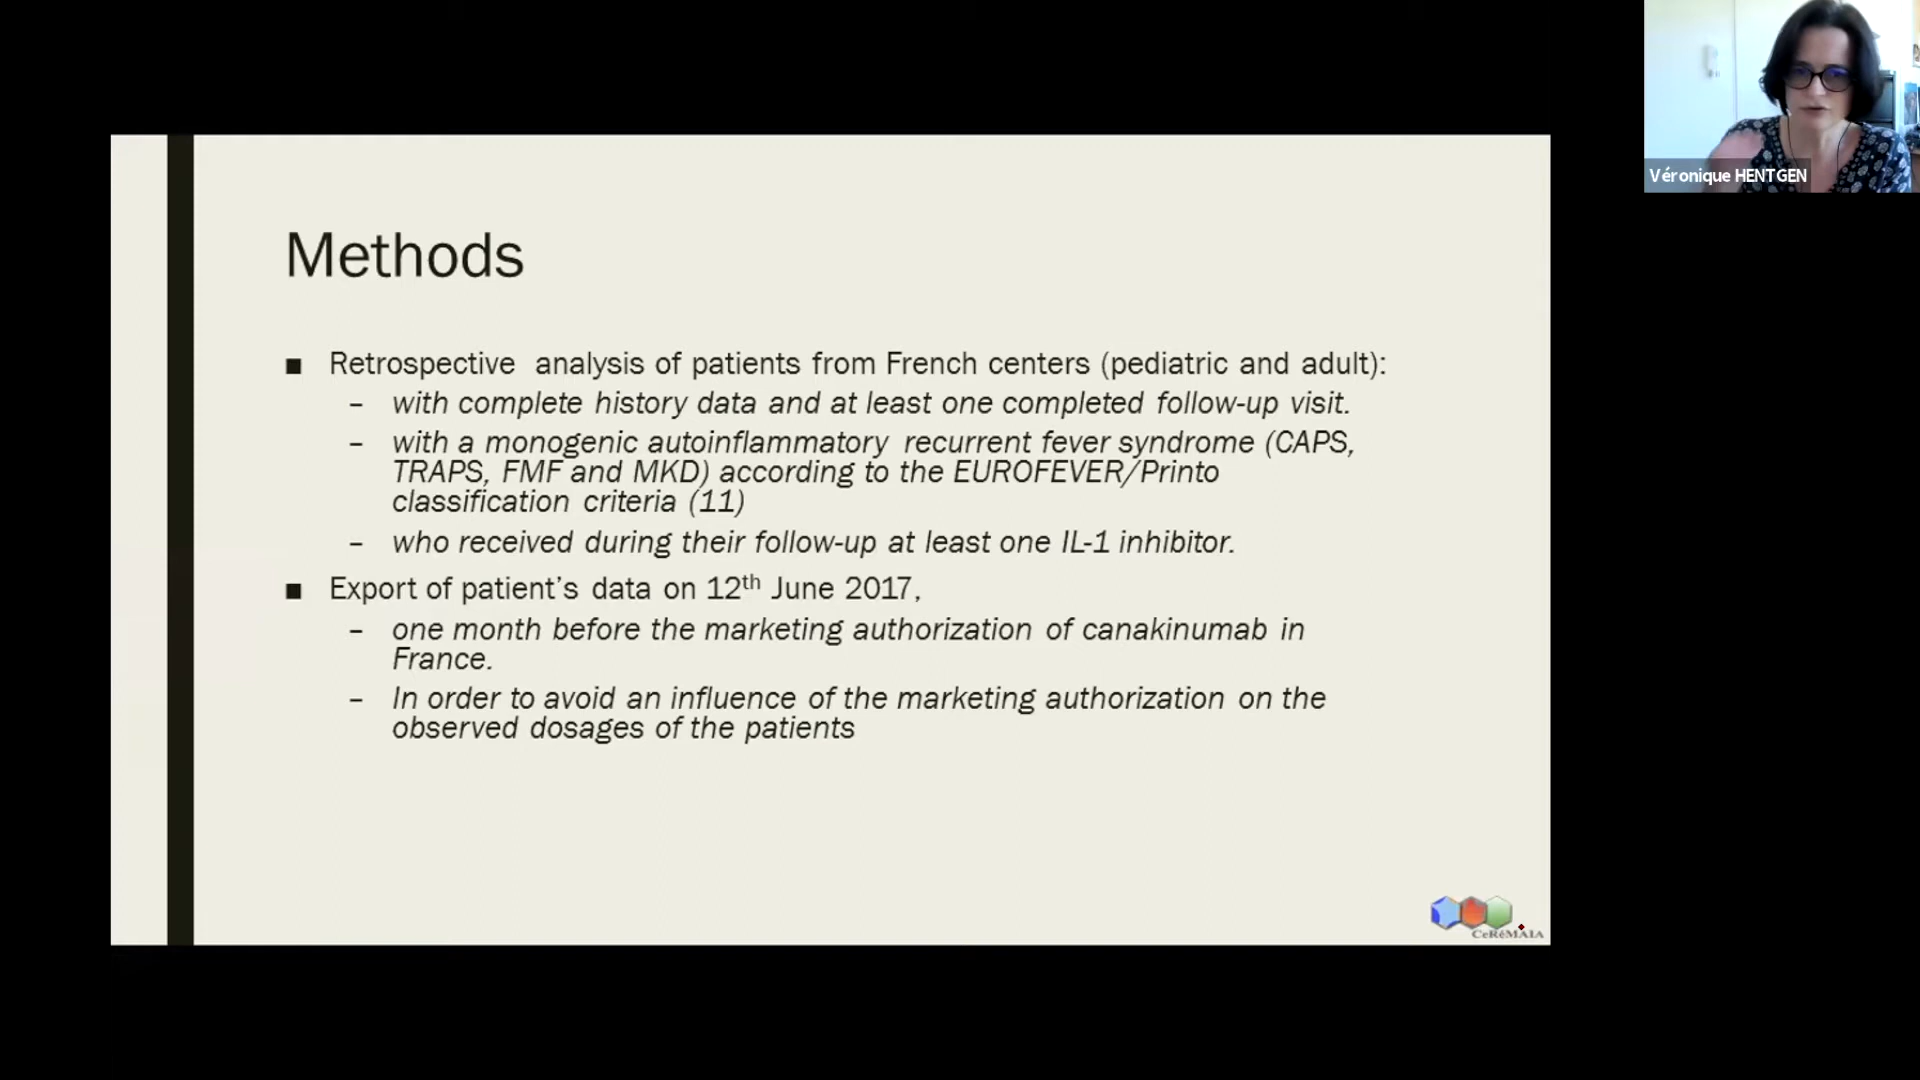 Véronique HENTGEN
Methods
■ Retrospective analysis of patients from French centers (pediatric and adult):
– with complete history data and at least one completed follow-up visit.
– with a monogenic autoinflammatory recurrent fever syndrome (CAPS,
TRAPS, FMF and MKD) according to the EUROFEVER/Printo
classification criteria (11)
– who received during their follow-up at least one IL-1 inhibitor.
■ Export of patient’s data on 12th June 2017,
– one month before the marketing authorization of canakinumab in
France.
– In order to avoid an influence of the marketing authorization on the
observed dosages of the patients
CeRéMAIA